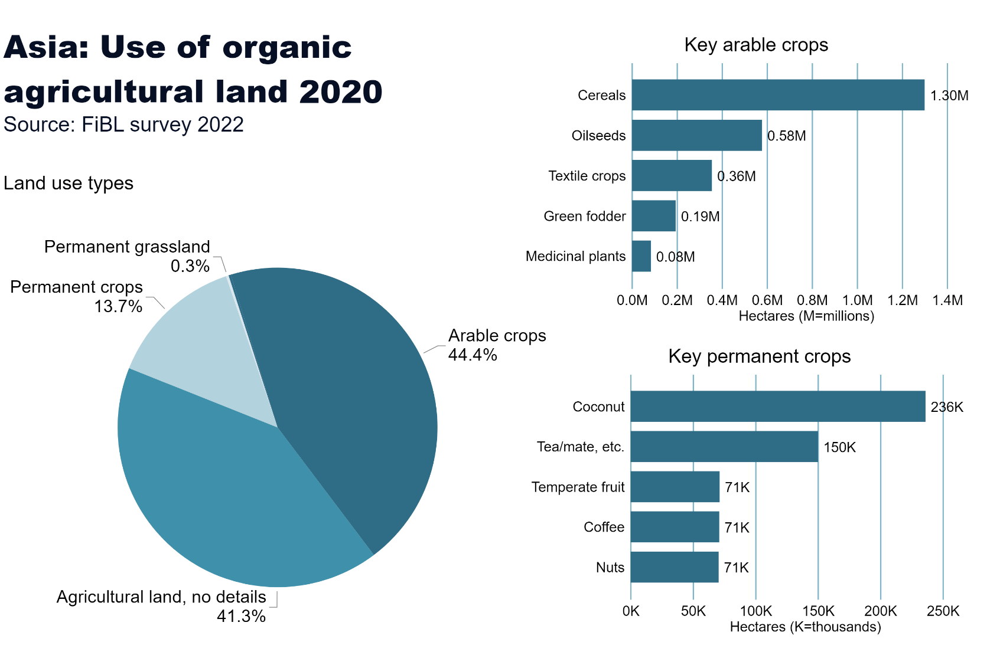 Asia: Use of organic
agricultural land 2020
Source: FiBL survey 2022
Land use types
Permanent grassland
0.3%
Permanent crops
13.7%
Arable crops
44.4%
Agricultural land, no details
41.3%
Key arable crops
Cereals 1.30M
Oilseeds 0.58M
Textile crops 0.36M
Green fodder 0.19M
Medicinal plants 0.08M
0.0M 0.2M 0.4M 0.6M 0.8M 1.0M 1.2M 1.4M
Hectares (M=millions)
Key permanent crops
Coconut 236K
Tea/mate, etc. 150K
Temperate fruit 71K
Coffee 71K
Nuts 71K
0K 50K 100K 150K 200K 250K
Hectares (K=thousands)